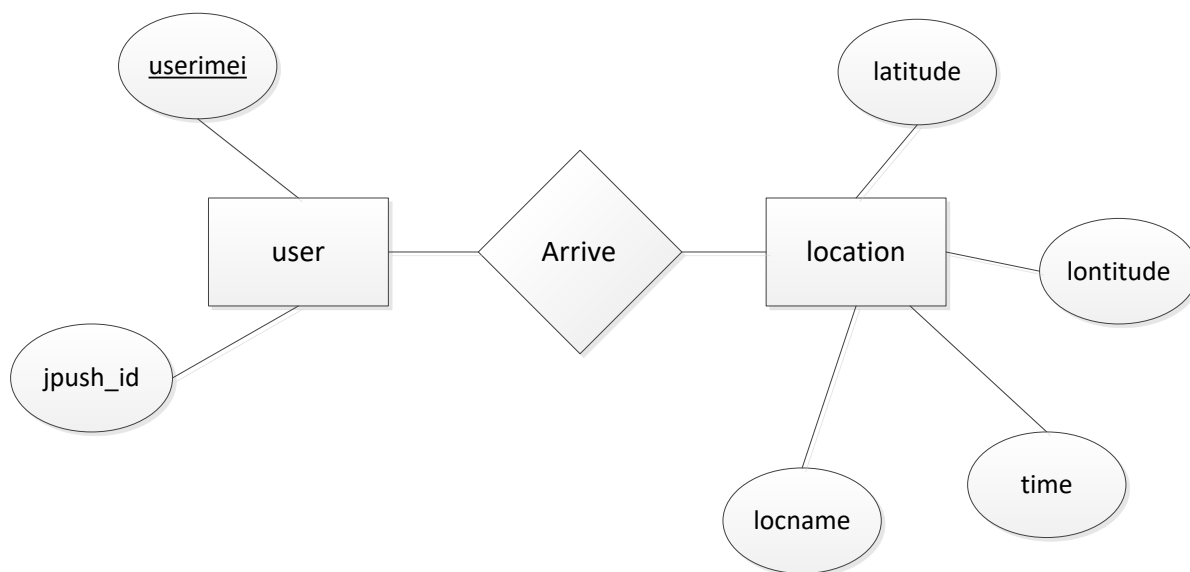 userimei
latitude
user
Arrive
location
lontitude
jpush_id
time
locname